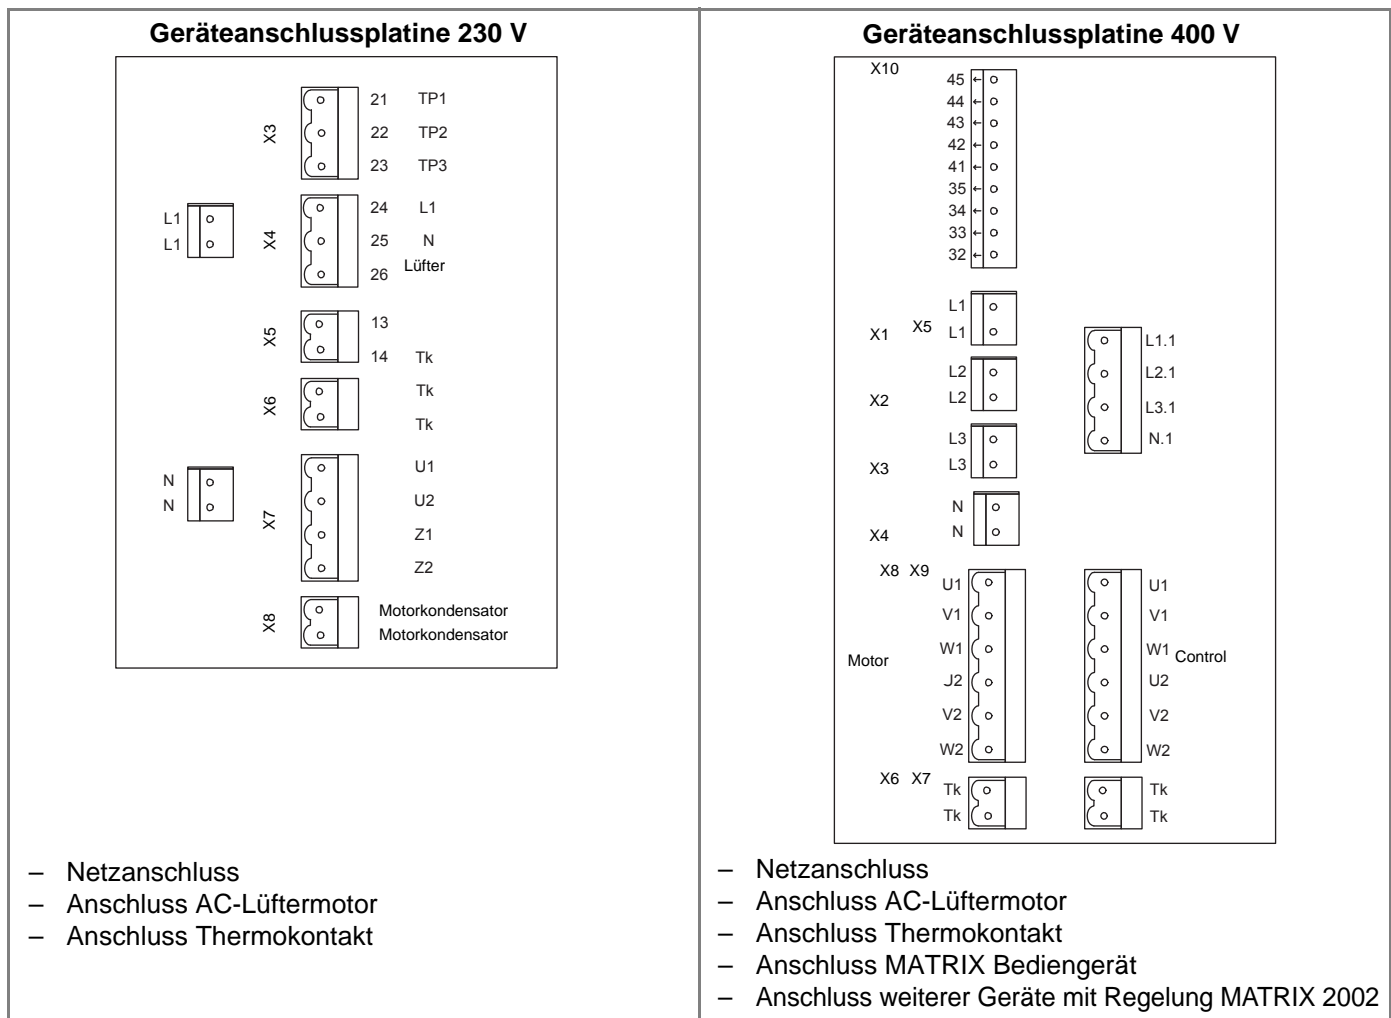 Geräteanschlussplatine 230 V
X3
21 TP1
22 TP2
23 TP3
L1
L1
X4
24 L1
25 N
Lüfter
26
X5
13
14 Tk
X6
Tk
Tk
N
N
X7
U1
U2
Z1
Z2
X8
Motorkondensator
Motorkondensator
– Netzanschluss
– Anschluss AC-Lüftermotor
– Anschluss Thermokontakt
Geräteanschlussplatine 400 V
X10
45
44
43
42
41
35
34
33
32
L1
X1 X5 L1
L1.1
L2
X2 L2
L2.1
L3.1
L3
X3 L3
N.1
N
X4 N
X8 X9
U1 U1
V1 V1
W1 W1
Motor Control
J2 U2
V2 V2
W2 W2
X6 X7
Tk Tk
Tk Tk
– Netzanschluss
– Anschluss AC-Lüftermotor
– Anschluss Thermokontakt
– Anschluss MATRIX Bediengerät
– Anschluss weiterer Geräte mit Regelung MATRIX 2002